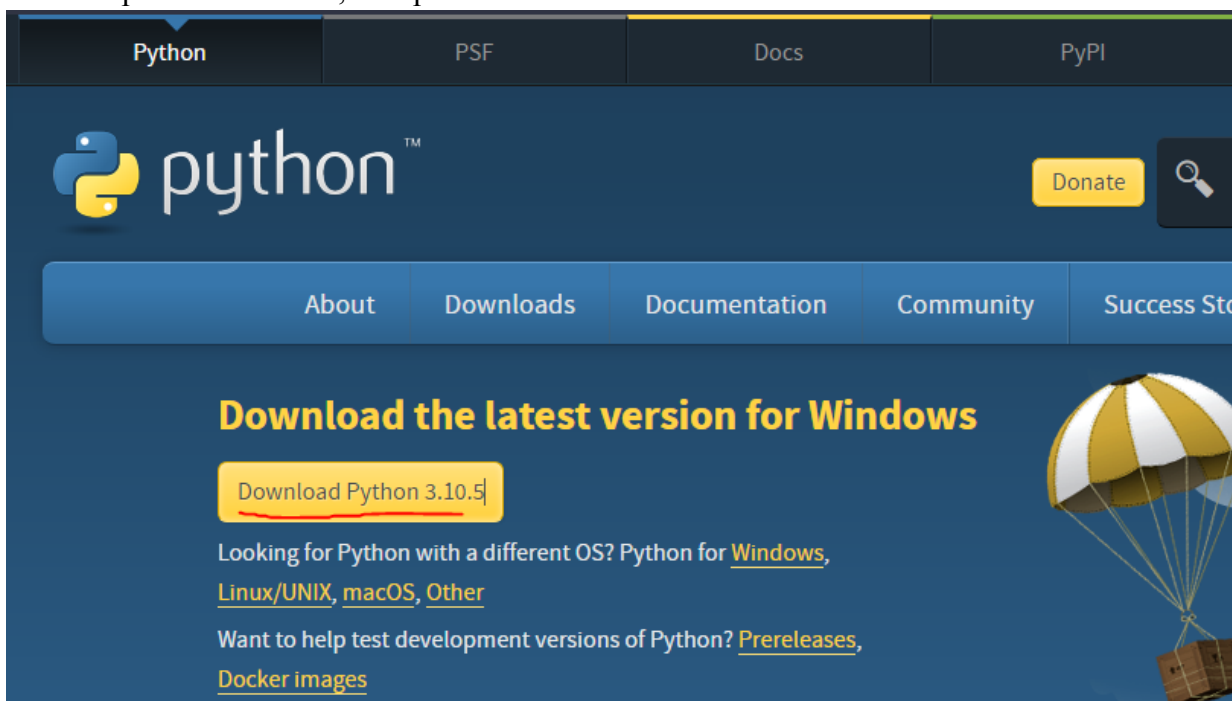 Python PSF Docs PyPI
python™
Donate
About Downloads Documentation Community Success Sto
Download the latest version for Windows
Download Python 3.10.5
Looking for Python with a different OS? Python for Windows,
Linux/UNIX, macOS, Other
Want to help test development versions of Python? Prereleases,
Docker images